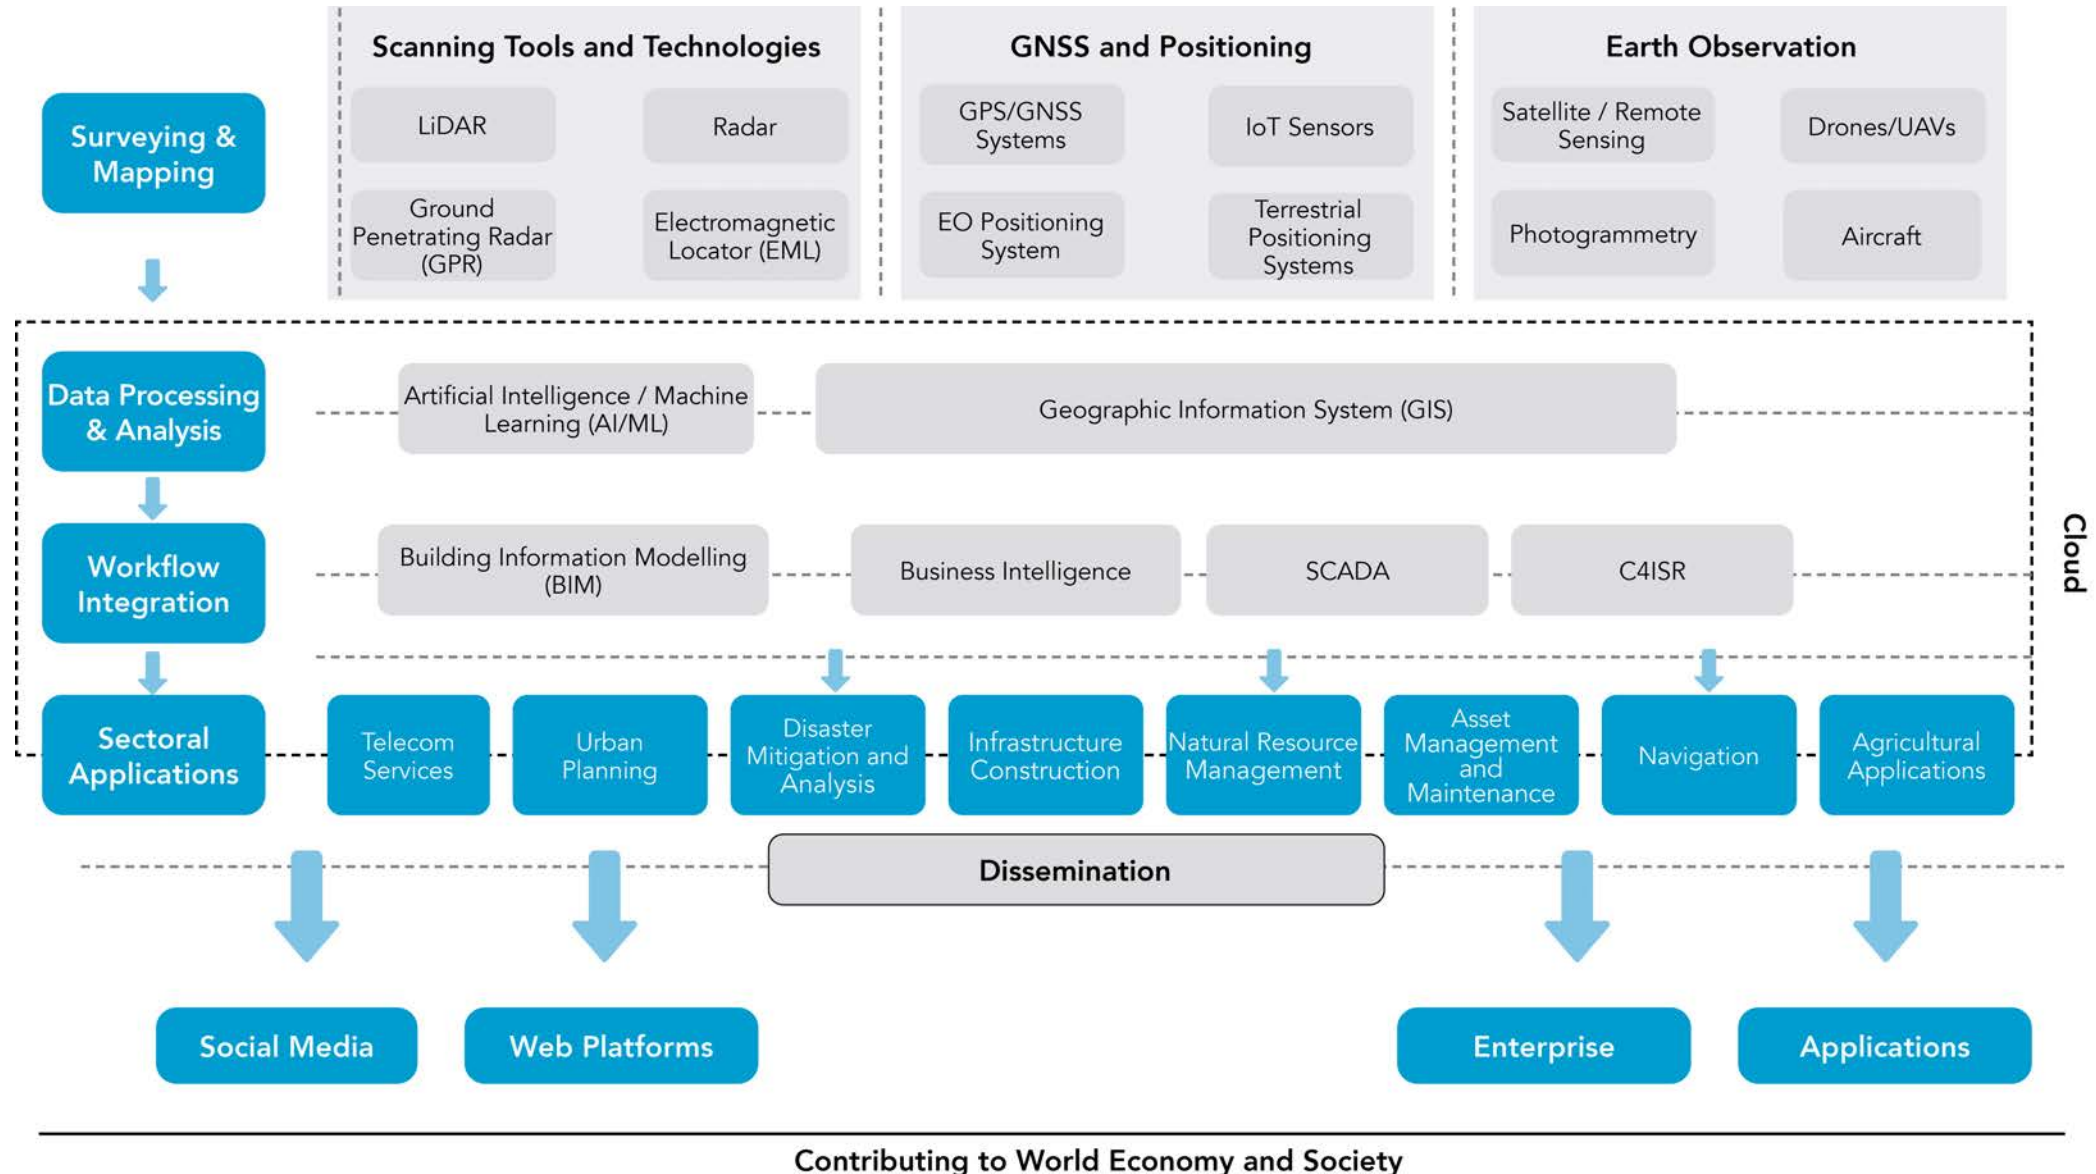 Scanning Tools and Technologies
GNSS and Positioning
Earth Observation
Surveying &
Mapping
LiDAR
Radar
Ground
Penetrating Radar
(GPR)
Electromagnetic
Locator (EML)
GPS/GNSS
Systems
IoT Sensors
EO Positioning
System
Terrestrial
Positioning
Systems
Satellite / Remote
Sensing
Drones/UAVs
Photogrammetry
Aircraft
Data Processing
& Analysis
Artificial Intelligence / Machine
Learning (AI/ML)
Geographic Information System (GIS)
Workflow
Integration
Building Information Modelling
(BIM)
Business Intelligence
SCADA
C4ISR
Cloud
Sectoral
Applications
Telecom
Services
Urban
Planning
Disaster
Mitigation and
Analysis
Infrastructure
Construction
Natural Resource
Management
Asset
Management
and
Maintenance
Navigation
Agricultural
Applications
Dissemination
Social Media
Web Platforms
Enterprise
Applications
Contributing to World Economy and Society